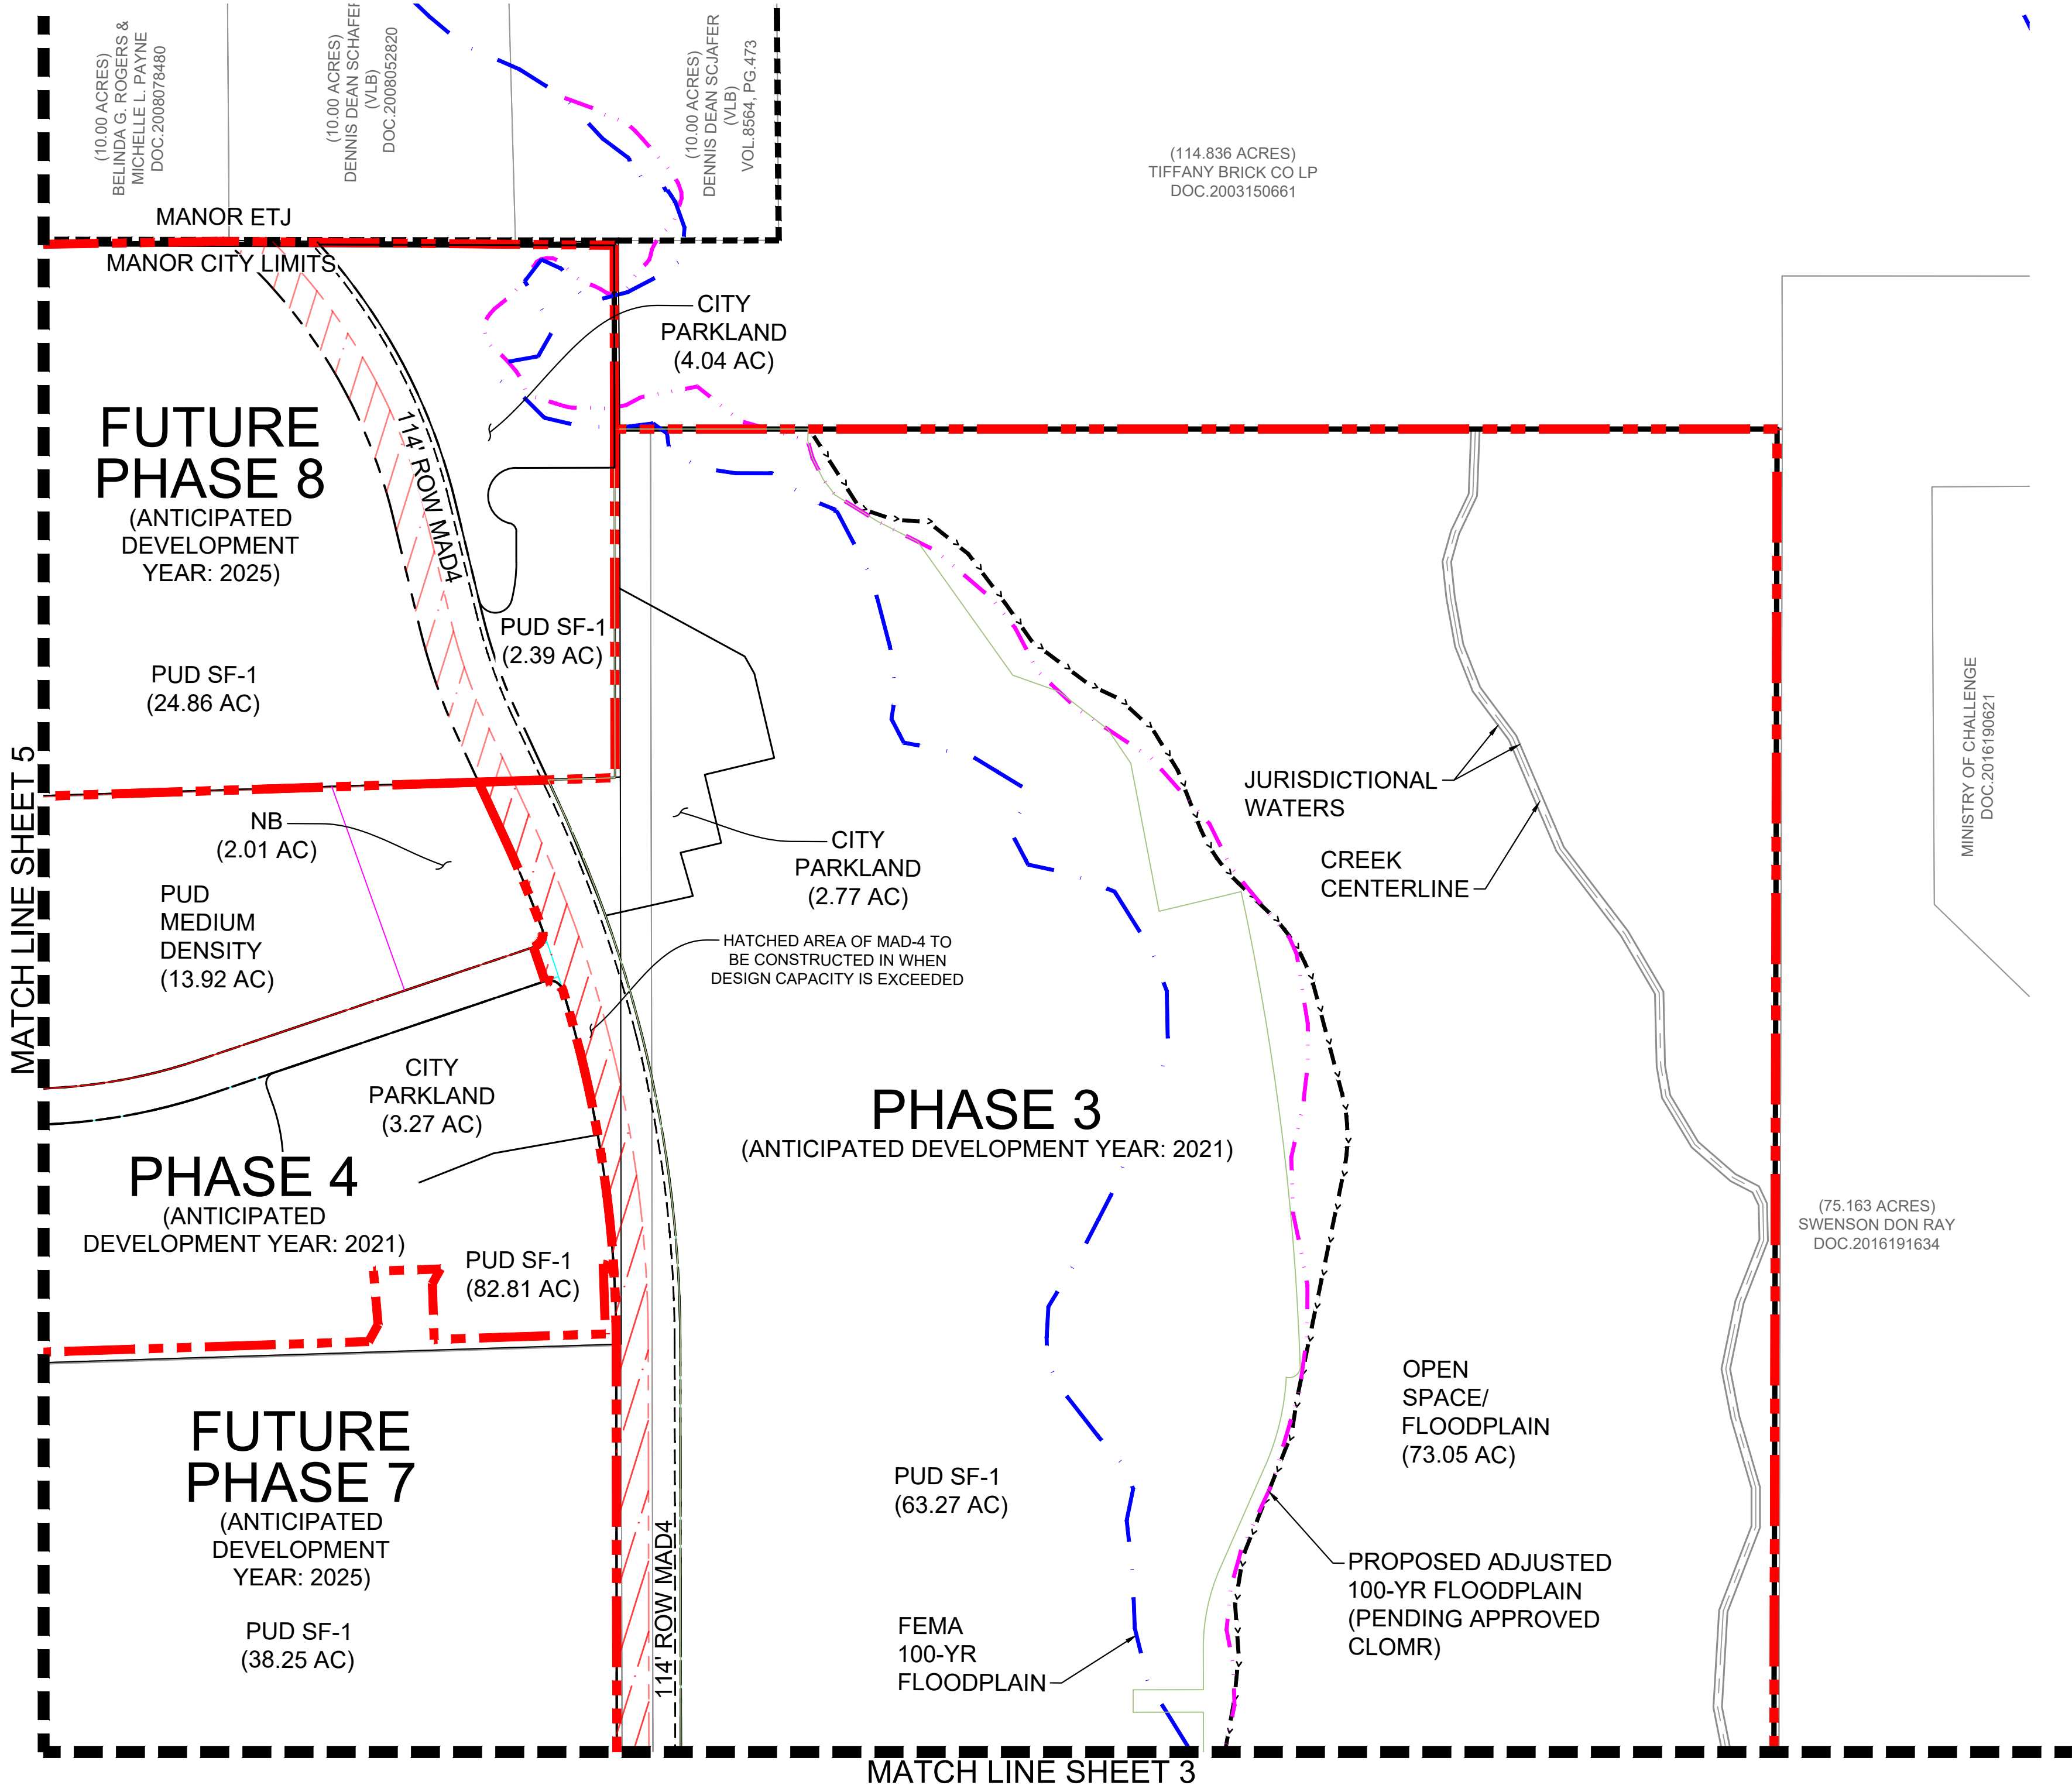 (10.00 ACRES)
BELINDA G. ROGERS &
MICHELLE L. PAYNE
DOC.2008078480
(10.00 ACRES)
DENNIS DEAN SCHAFER
(VLB)
DOC.2008052820
(10.00 ACRES)
DENNIS DEAN SCJAFER
(VLB)
VOL.8564, PG.473
(114.836 ACRES)
TIFFANY BRICK CO LP
DOC.2003150661
MANOR ETJ
MANOR CITY LIMITS
CITY
PARKLAND
(4.04 AC)
FUTURE
PHASE 8
(ANTICIPATED
DEVELOPMENT
YEAR: 2025)
114' ROW MAD4
PUD SF-1
(2.39 AC)
PUD SF-1
(24.86 AC)
MATCH LINE SHEET 5
NB
(2.01 AC)
PUD
MEDIUM
DENSITY
(13.92 AC)
CITY
PARKLAND
(2.77 AC)
HATCHED AREA OF MAD-4 TO
BE CONSTRUCTED IN WHEN
DESIGN CAPACITY IS EXCEEDED
JURISDICTIONAL
WATERS
CREEK
CENTERLINE
MINISTRY OF CHALLENGE
DOC.2016190621
CITY
PARKLAND
(3.27 AC)
PHASE 4
(ANTICIPATED
DEVELOPMENT YEAR: 2021)
PUD SF-1
(82.81 AC)
PHASE 3
(ANTICIPATED DEVELOPMENT YEAR: 2021)
(75.163 ACRES)
SWENSON DON RAY
DOC.2016191634
FUTURE
PHASE 7
(ANTICIPATED
DEVELOPMENT
YEAR: 2025)
PUD SF-1
(38.25 AC)
114' ROW MAD4
PUD SF-1
(63.27 AC)
OPEN
SPACE/
FLOODPLAIN
(73.05 AC)
FEMA
100-YR
FLOODPLAIN
PROPOSED ADJUSTED
100-YR FLOODPLAIN
(PENDING APPROVED
CLOMR)
MATCH LINE SHEET 3